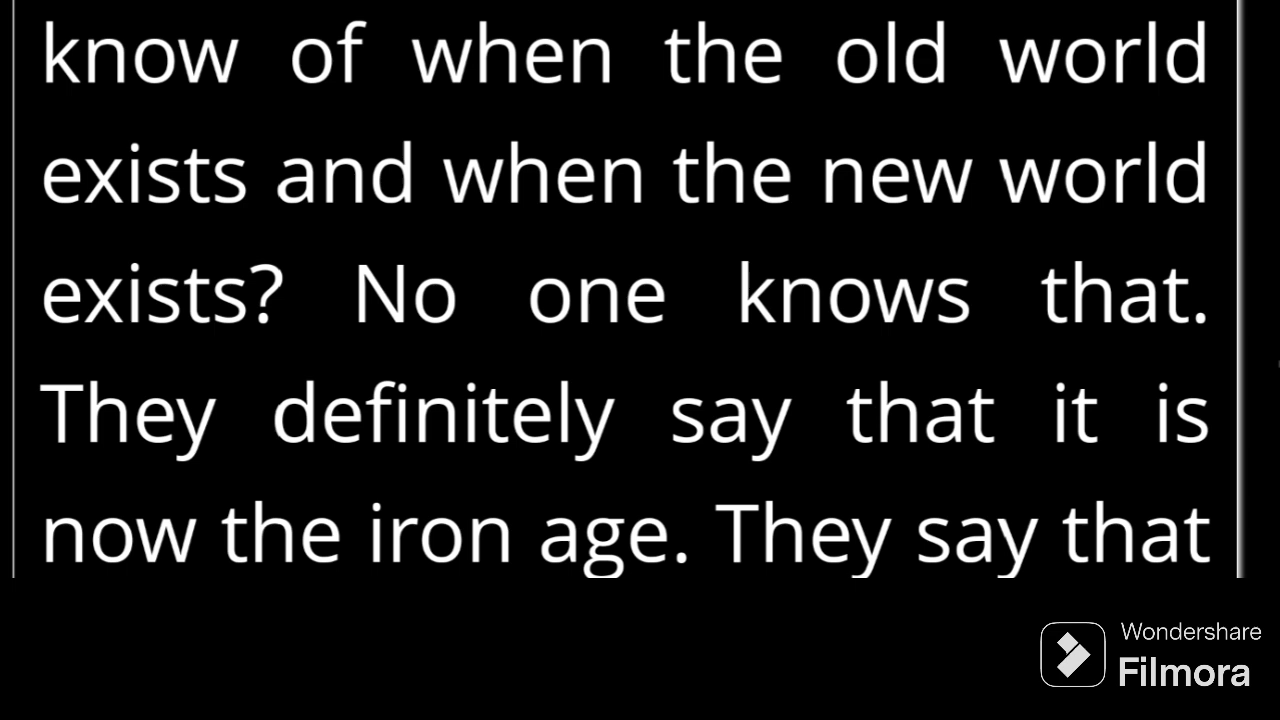 know of when the old world
exists and when the new world
exists? No one knows that.
They definitely say that it is
now the iron age. They say that
Wondershare
Filmora